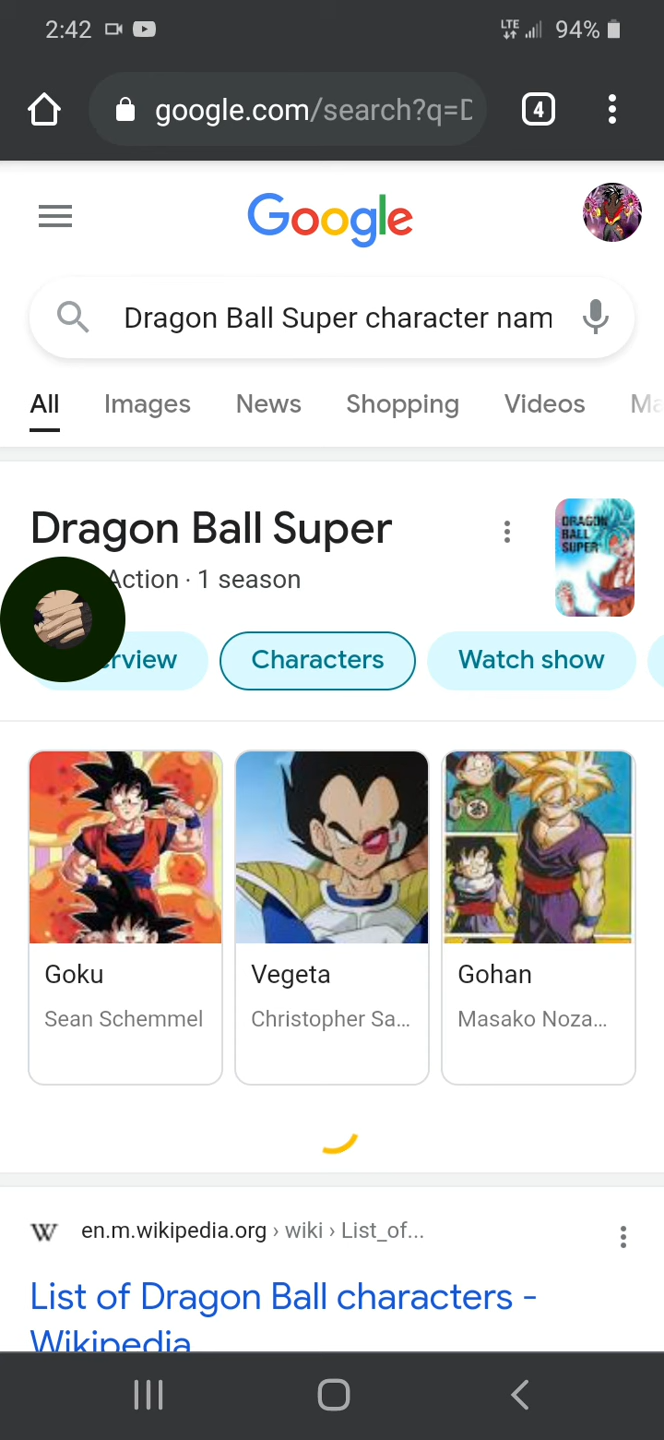 2:42
LTE 94%
google.com/search?q=D
4
Google
Dragon Ball Super character nam
All Images News Shopping Videos Ma
Dragon Ball Super
DRAGON
BALL
SUPER
Action · 1 season
rview Characters Watch show
Goku Vegeta Gohan
Sean Schemmel Christopher Sa... Masako Noza...
W en.m.wikipedia.org › wiki › List_of...
List of Dragon Ball characters -
Wikipedia